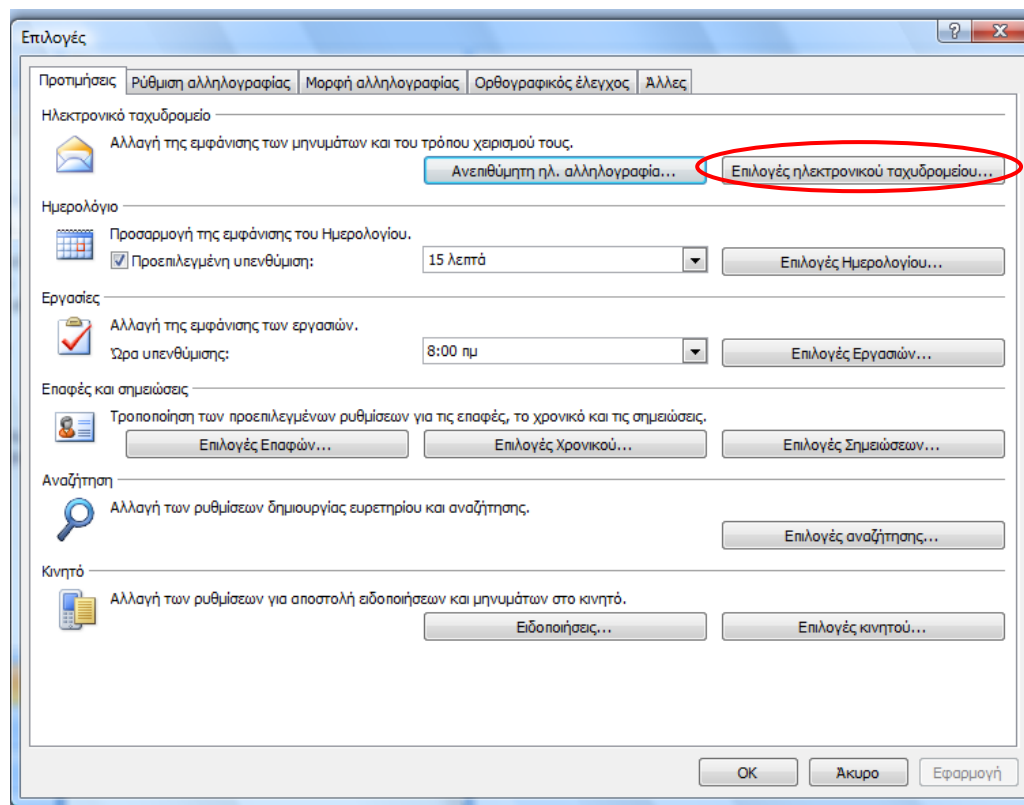 Επιλογές
Προτιμήσεις Ρύθμιση αλληλογραφίας Μορφή αλληλογραφίας Ορθογραφικός έλεγχος Άλλες
Ηλεκτρονικό ταχυδρομείο
Αλλαγή της εμφάνισης των μηνυμάτων και του τρόπου χειρισμού τους.
Ανεπιθύμητη ηλ. αλληλογραφία... Επιλογές ηλεκτρονικού ταχυδρομείου...
Ημερολόγιο
Προσαρμογή της εμφάνισης του Ημερολογίου.
Προεπιλεγμένη υπενθύμιση: 15 λεπτά Επιλογές Ημερολογίου...
Εργασίες
Αλλαγή της εμφάνισης των εργασιών.
Ώρα υπενθύμισης: 8:00 πμ Επιλογές Εργασιών...
Επαφές και σημειώσεις
Τροποποίηση των προεπιλεγμένων ρυθμίσεων για τις επαφές, το χρονικό και τις σημειώσεις.
Επιλογές Επαφών... Επιλογές Χρονικού... Επιλογές Σημειώσεων...
Αναζήτηση
Αλλαγή των ρυθμίσεων δημιουργίας ευρετηρίου και αναζήτησης.
Επιλογές αναζήτησης...
Κινητό
Αλλαγή των ρυθμίσεων για αποστολή ειδοποιήσεων και μηνυμάτων στο κινητό.
Ειδοποιήσεις... Επιλογές κινητού...
OK Άκυρο Εφαρμογή